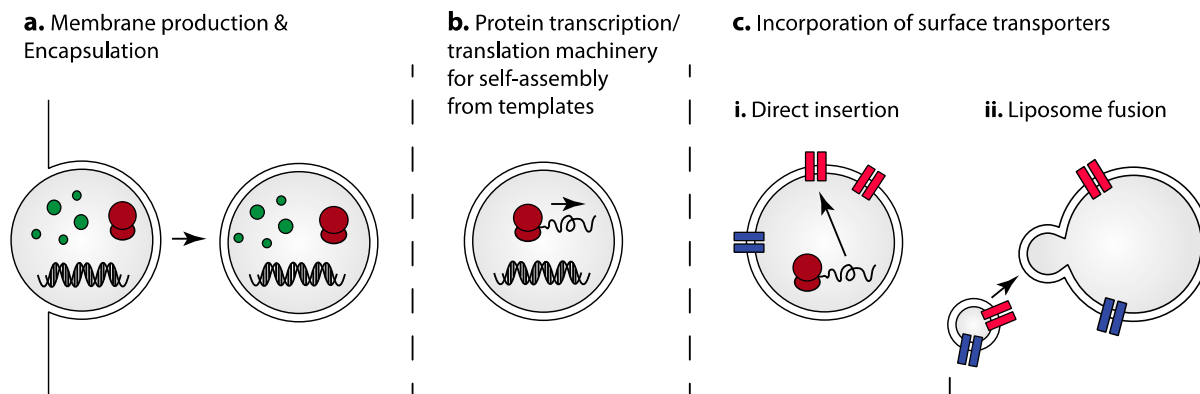 a. Membrane production &
Encapsulation
b. Protein transcription/
translation machinery
for self-assembly
from templates
c. Incorporation of surface transporters
i. Direct insertion
ii. Liposome fusion